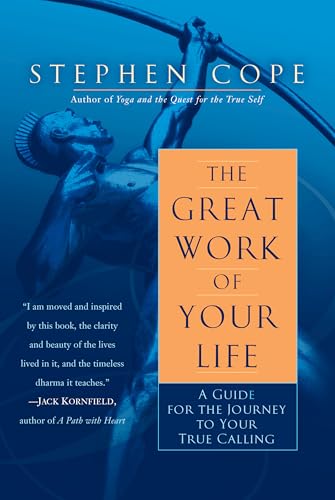 STEPHEN COPE
Author of Yoga and the Quest for the True Self
THE
GREAT
WORK
OF
YOUR
LIFE
A GUIDE
FOR THE JOURNEY
TO YOUR
TRUE CALLING
“I am moved and inspired
by this book, the clarity
and beauty of the lives
lived in it, and the timeless
dharma it teaches.”
—JACK KORNFIELD,
author of A Path with Heart